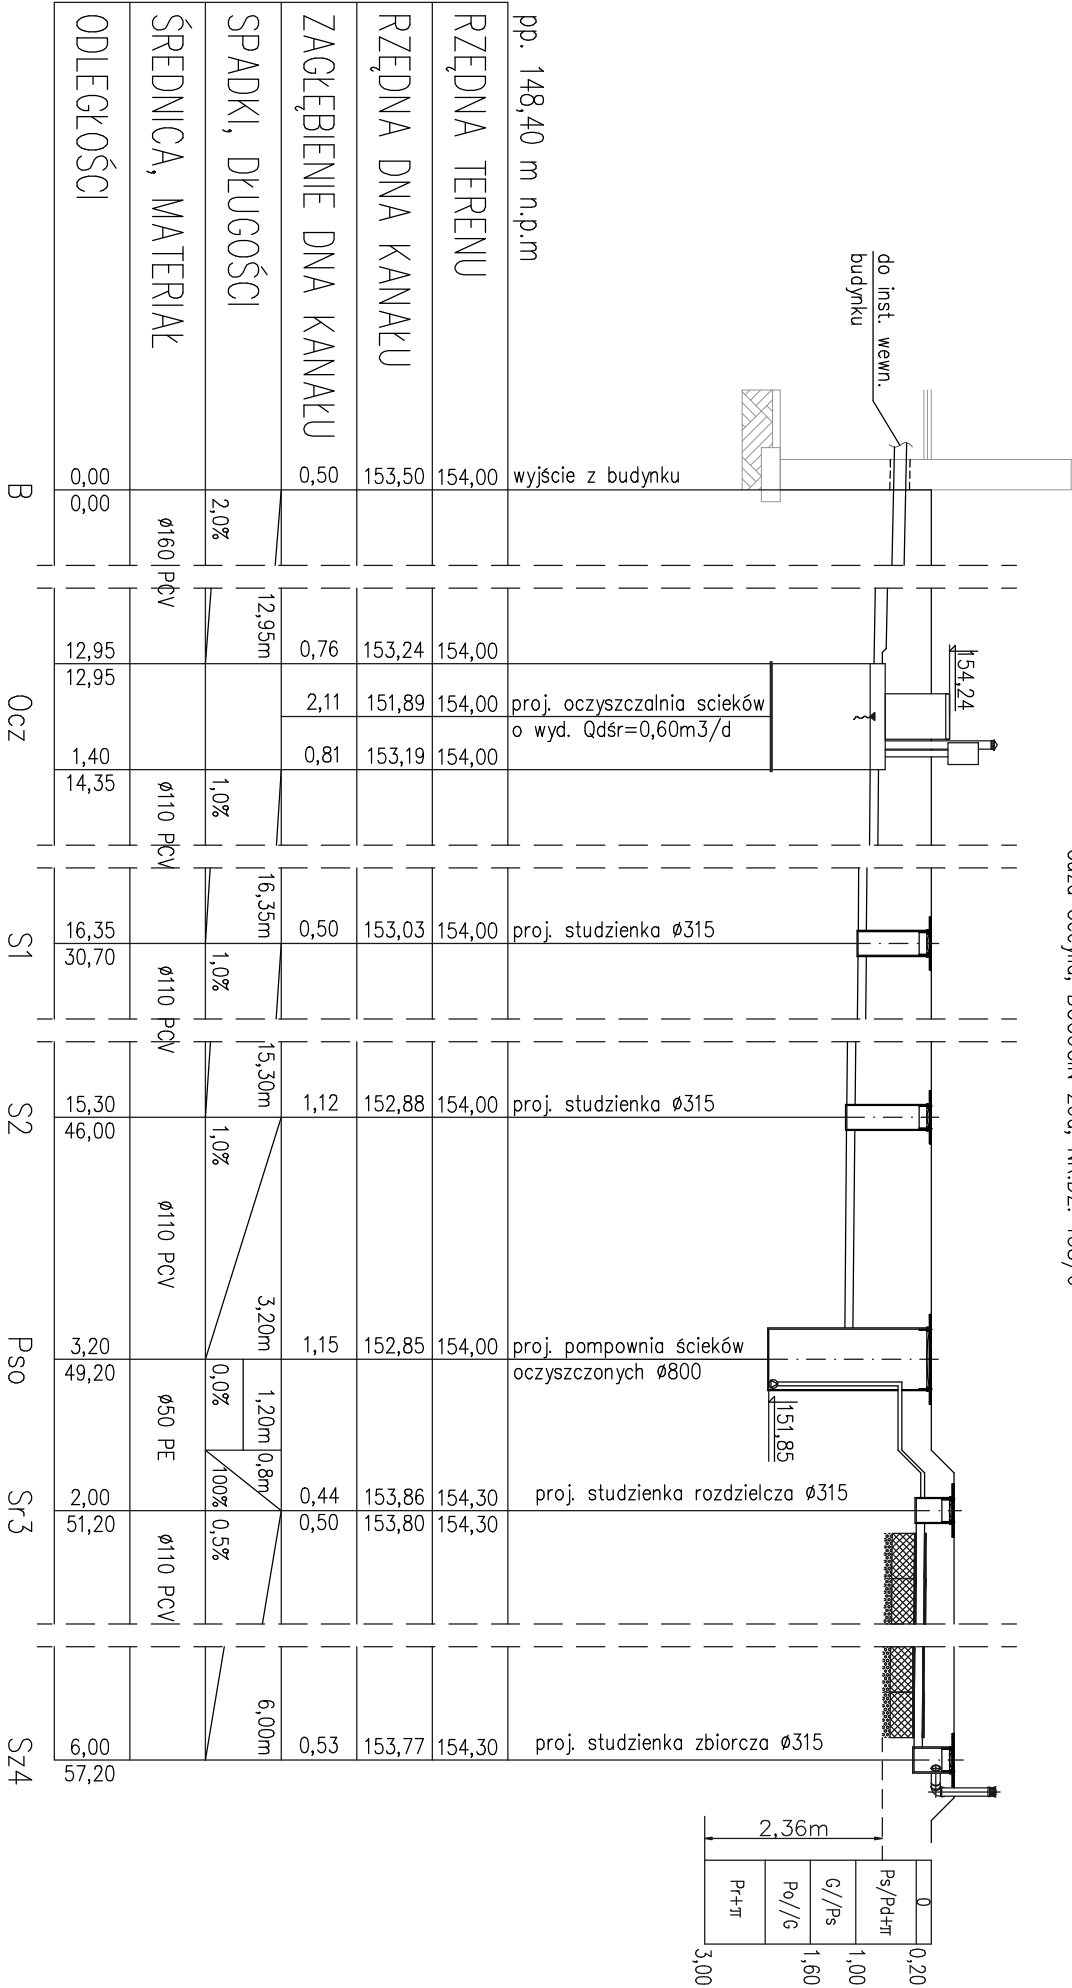 do inst. wewn.
budynku
154,24
151,85
2,36m
0
Ps/Pd+π
G//Ps
Po//G
Pr+π
0,20
1,00
1,60
3,00
pp. 148,40 m n.p.m
wyjście z budynku
proj. oczyszczalnia scieków
o wyd. Qdśr=0,60m3/d
proj. studzienka ø315
proj. studzienka ø315
proj. pompownia ścieków
oczyszczonych ø800
proj. studzienka rozdzielcza ø315
proj. studzienka zbiorcza ø315
RZĘDNA TERENU
154,00 154,00 154,00 154,00 154,00 154,00 154,00 154,30 154,30 154,30
RZĘDNA DNA KANAŁU
153,50 153,24 151,89 153,19 153,03 152,88 152,85 153,86 153,80 153,77
ZAGŁĘBIENIE DNA KANAŁU
0,50 0,76 2,11 0,81 0,50 1,12 1,15 0,44 0,50 0,53
SPADKI, DŁUGOŚCI
12,95m 16,35m 15,30m 3,20m 1,20m 0,8m 6,00m
2,0% 1,0% 1,0% 1,0% 0,0% 100% 0,5%
ŚREDNICA, MATERIAŁ
ø160 PCV ø110 PCV ø110 PCV ø110 PCV ø50 PE ø110 PCV
ODLEGŁOŚCI
0,00 12,95 1,40 16,35 15,30 3,20 2,00 6,00
0,00 12,95 14,35 30,70 46,00 49,20 51,20 57,20
B Ocz S1 S2 Pso Sr3 Sz4